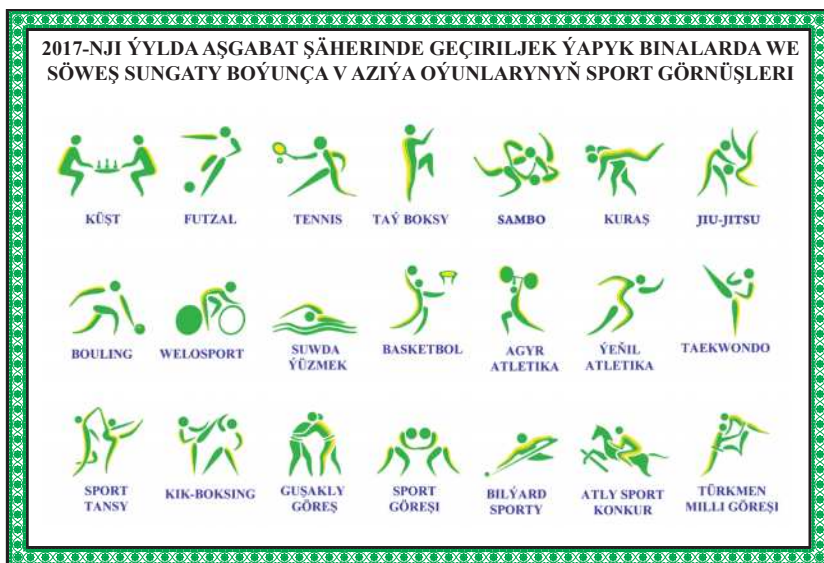 2017-NJI ÝYLDA AŞGABAT ŞÄHERINDE GEÇIRILJEK ÝAPYK BINALARDA WE
SÖWEŞ SUNGATY BOÝUNÇA V AZIÝA OÝUNLARYNYŇ SPORT GÖRNÜŞLERI
KÜŞT
FUTZAL
TENNIS
TAÝ BOKSY
SAMBO
KURAŞ
JIU-JITSU
BOULING
WELOSPORT
SUWDA
ÝÜZMEK
BASKETBOL
AGYR
ATLETIKA
ÝEŇIL
ATLETIKA
TAEKWONDO
SPORT
TANSY
KIK-BOKSING
GUŞAKLY
GÖREŞ
SPORT
GÖREŞI
BILÝARD
SPORTY
ATLY SPORT
KONKUR
TÜRKMEN
MILLI GÖREŞI